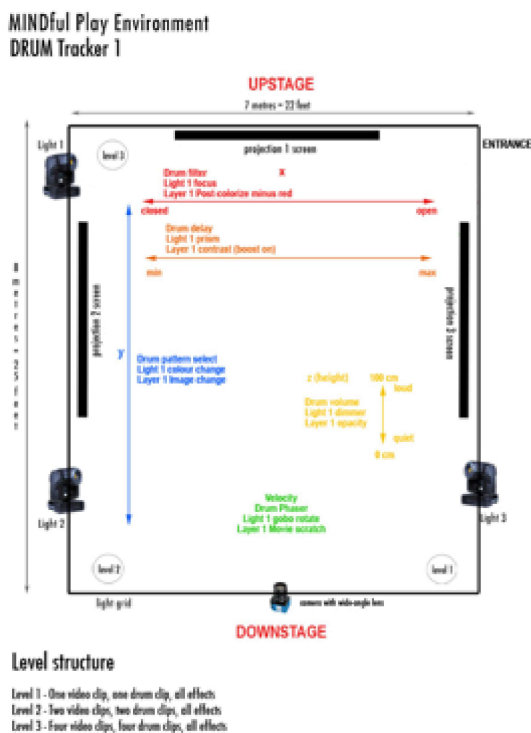 MINDful Play Environment
DRUM Tracker 1
UPSTAGE
7 metres = 22 feet
Light 1
level 3
projection 1 screen
ENTRANCE
Drum filter
x
Light 1 focus
Layer 1 Post-colorize minus red
closed
open
Drum delay
Light 1 prism
Layer 1 contrast (boost on)
min
max
8 metres = 25 feet
projection 2 screen
projection 3 screen
y
Drum pattern select
Light 1 colour change
Layer 1 Image change
z (height) 100 cm
loud
Drum volume
Light 1 dimmer
Layer 1 opacity
quiet
0 cm
Velocity
Drum Phaser
Light 1 gobo rotate
Layer 1 Movie scratch
Light 2
Light 3
level 2
level 1
light grid
camera with wide-angle lens
DOWNSTAGE
Level structure
Level 1 - One video clip, one drum clip, all effects
Level 2 - Two video clips, two drum clips, all effects
Level 3 - Four video clips, four drum clips, all effects